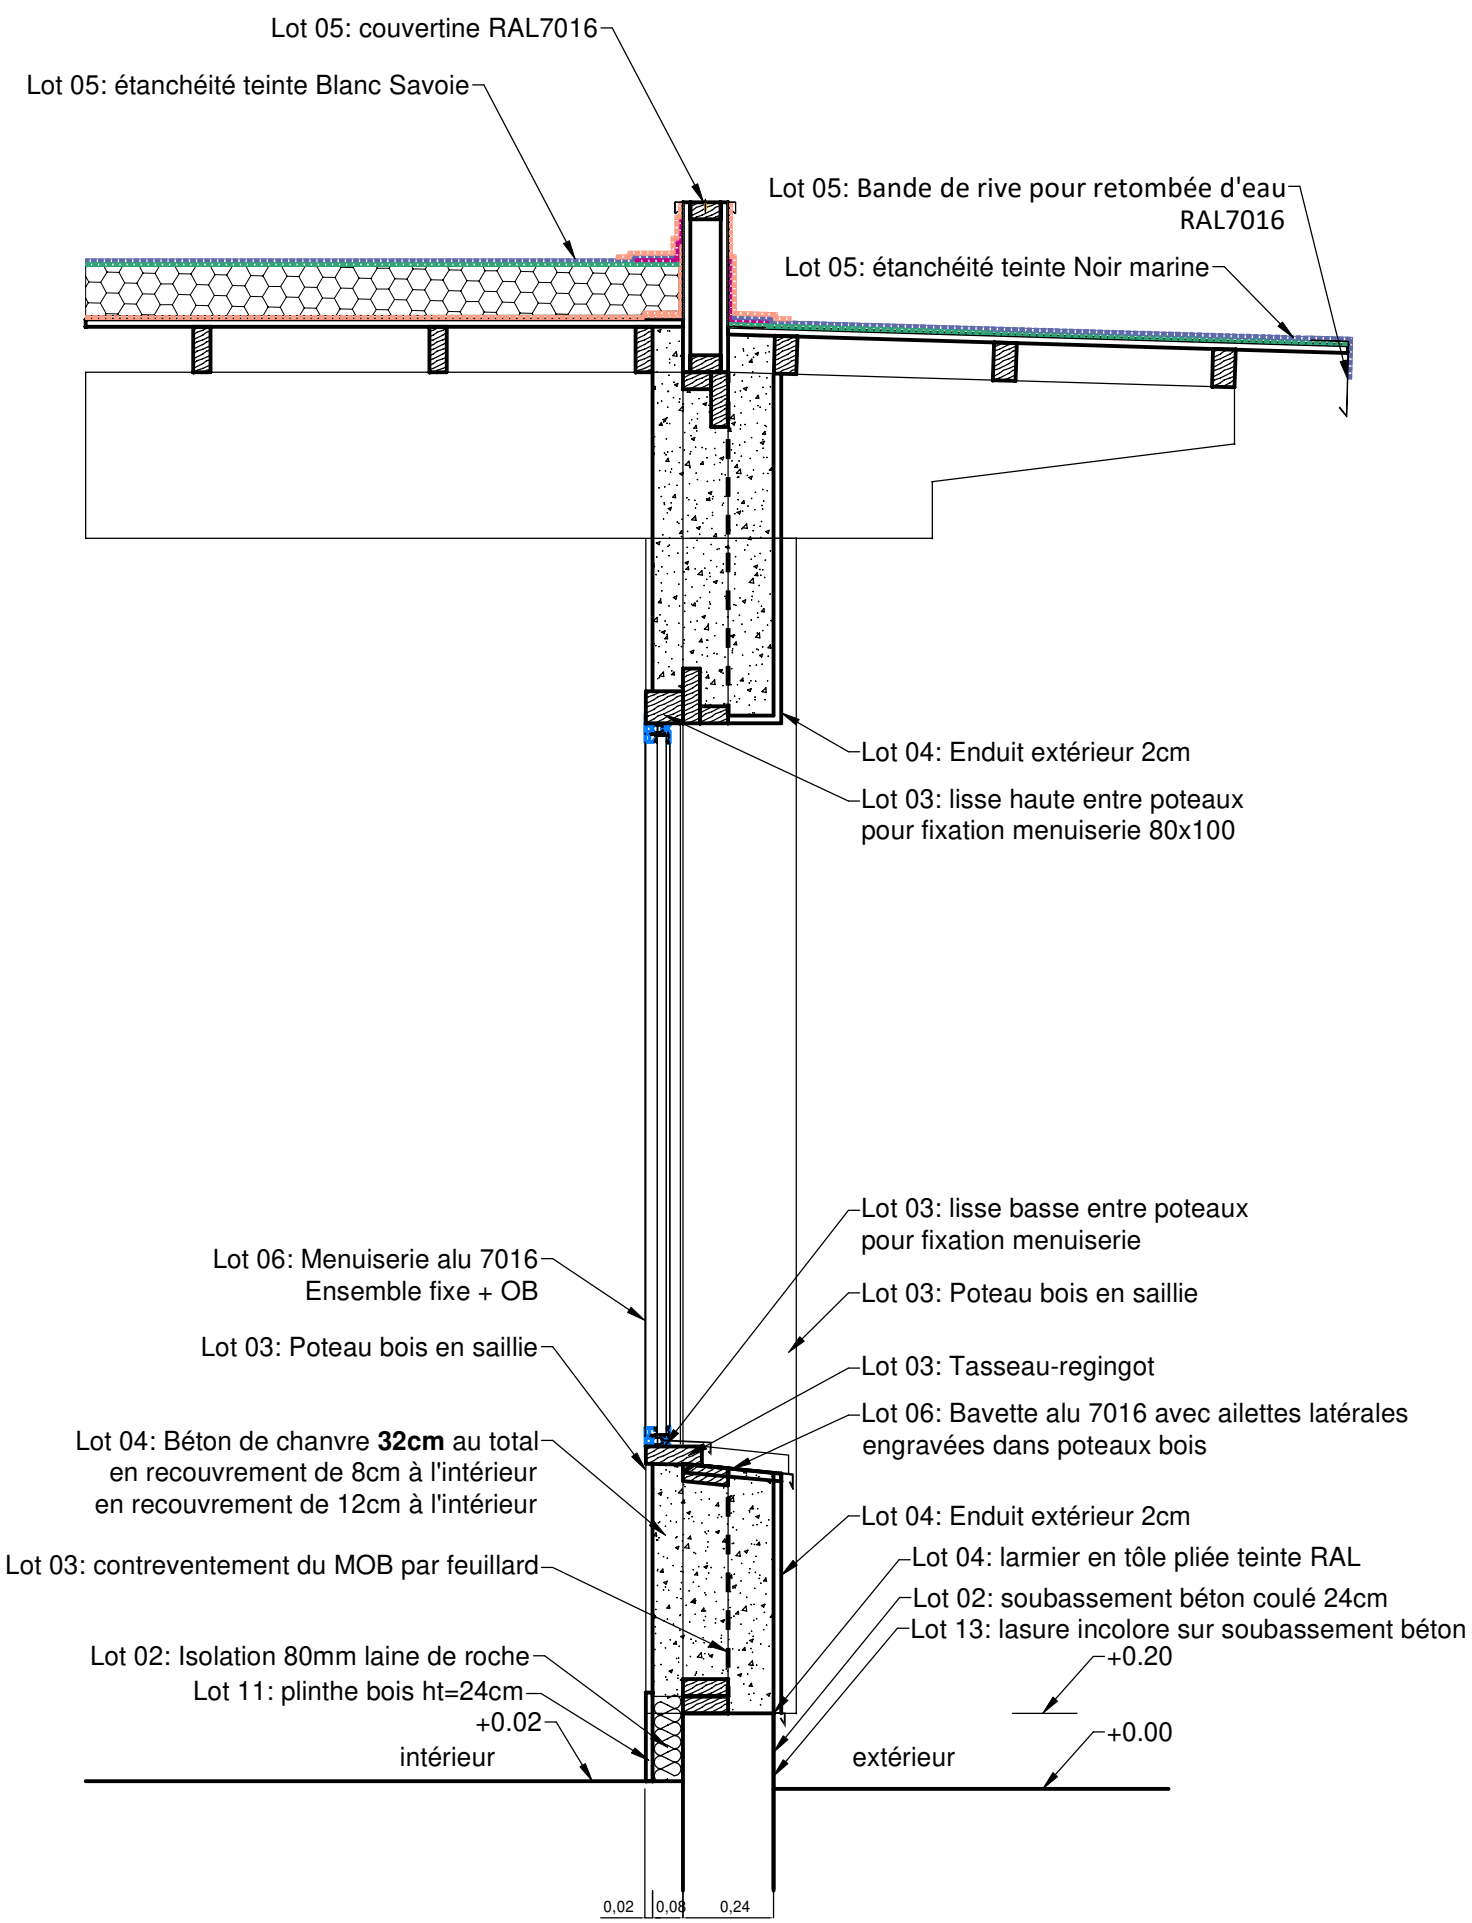 Lot 05: couvertine RAL7016
Lot 05: étanchéité teinte Blanc Savoie
Lot 05: Bande de rive pour retombée d'eau
RAL7016
Lot 05: étanchéité teinte Noir marine
Lot 04: Enduit extérieur 2cm
Lot 03: lisse haute entre poteaux
pour fixation menuiserie 80x100
Lot 03: lisse basse entre poteaux
pour fixation menuiserie
Lot 06: Menuiserie alu 7016
Ensemble fixe + OB
Lot 03: Poteau bois en saillie
Lot 03: Poteau bois en saillie
Lot 03: Tasseau-regingot
Lot 06: Bavette alu 7016 avec ailettes latérales
engravées dans poteaux bois
Lot 04: Béton de chanvre 32cm au total
en recouvrement de 8cm à l'intérieur
en recouvrement de 12cm à l'intérieur
Lot 04: Enduit extérieur 2cm
Lot 03: contreventement du MOB par feuillard
Lot 04: larmier en tôle pliée teinte RAL
Lot 02: soubassement béton coulé 24cm
Lot 13: lasure incolore sur soubassement béton
Lot 02: Isolation 80mm laine de roche
+0.20
Lot 11: plinthe bois ht=24cm
+0.02
+0.00
intérieur
extérieur
0,02
0,08
0,24